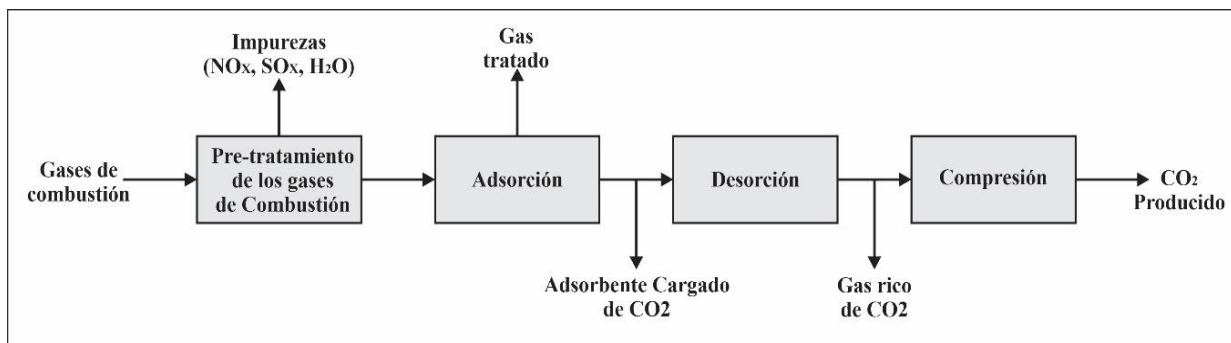 Impurezas
(NOx, SOx, H₂O)
Gas
tratado
Gases de
combustión
Pre-tratamiento
de los gases
de Combustión
Adsorción
Desorción
Compresión
CO₂
Producido
Adsorbente Cargado
de CO2
Gas rico
de CO2